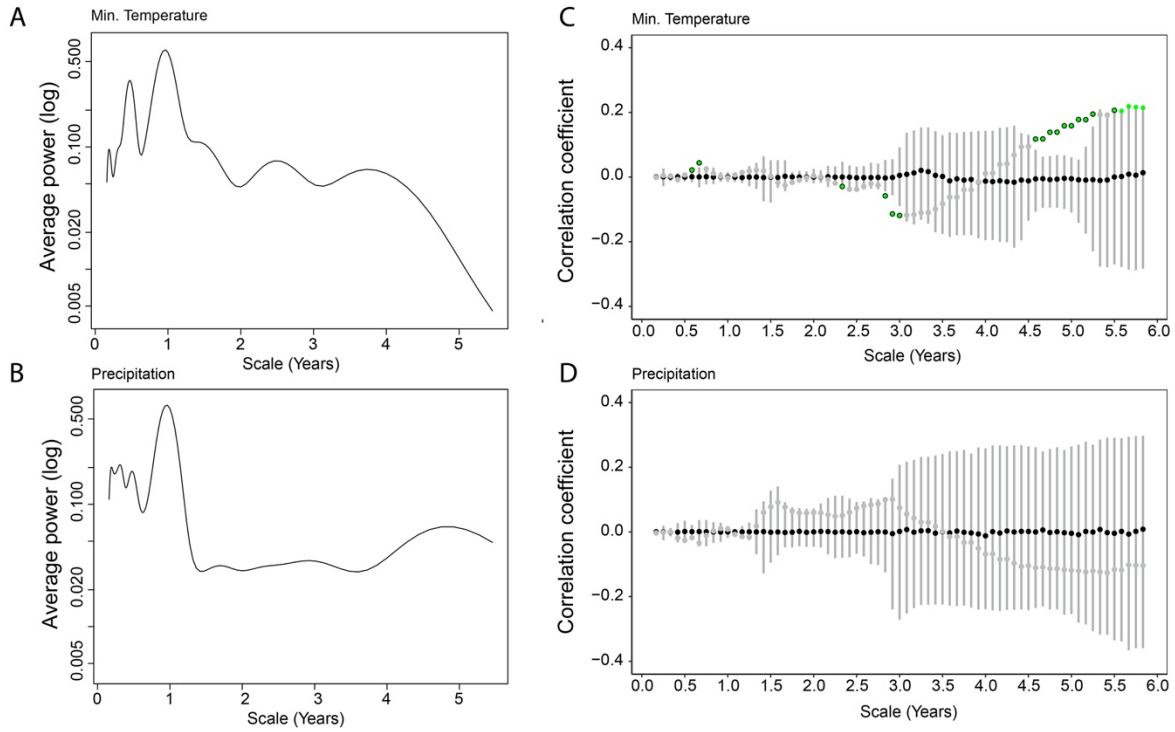 A
Min. Temperature
Average power (log)
0.500
0.100
0.020
0.005
0 1 2 3 4 5
Scale (Years)
B
Precipitation
Average power (log)
0.500
0.100
0.020
0.005
0 1 2 3 4 5
Scale (Years)
C
Min. Temperature
Correlation coefficient
0.4
0.2
0.0
−0.2
−0.4
0.0 0.5 1.0 1.5 2.0 2.5 3.0 3.5 4.0 4.5 5.0 5.5 6.0
Scale (Years)
D
Precipitation
Correlation coefficient
0.4
0.2
0.0
−0.2
−0.4
0.0 0.5 1.0 1.5 2.0 2.5 3.0 3.5 4.0 4.5 5.0 5.5 6.0
Scale (Years)